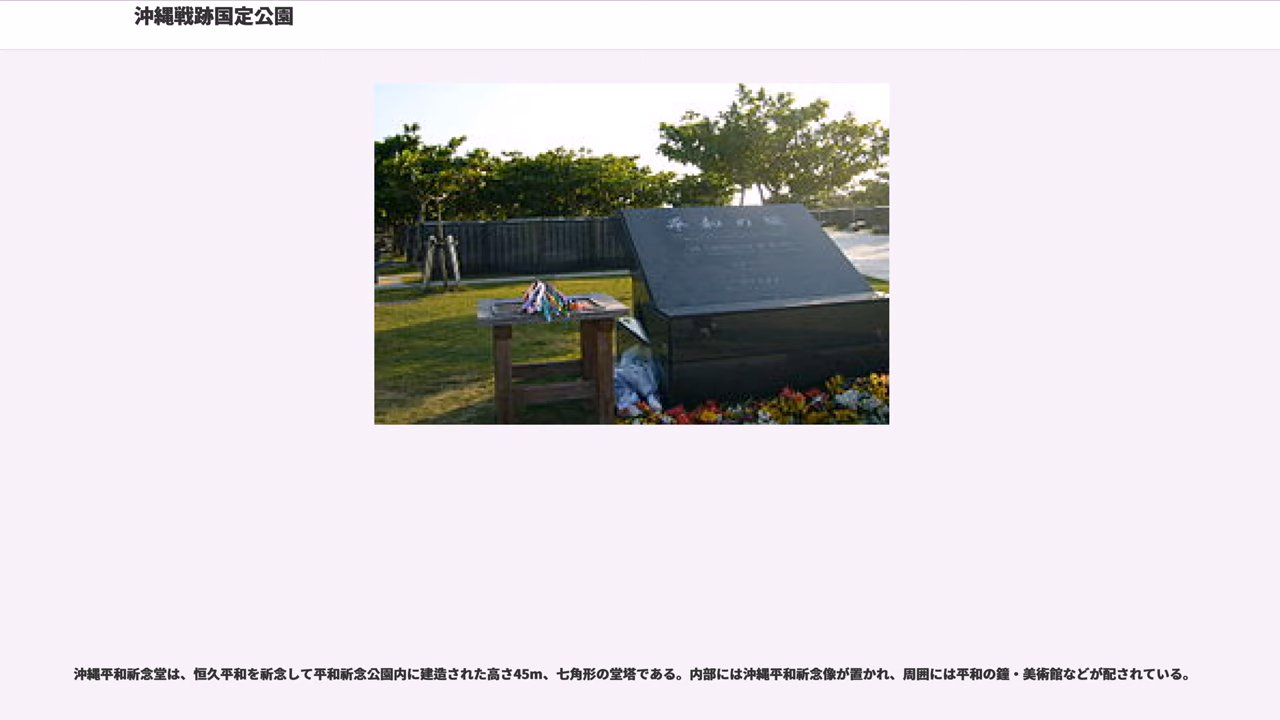 沖縄戦跡国定公園
平和の
沖縄平和祈念堂は、恒久平和を祈念して平和祈念公園内に建造された高さ45m、七角形の堂塔である。内部には沖縄平和祈念像が置かれ、周囲には平和の鐘・美術館などが配されている。